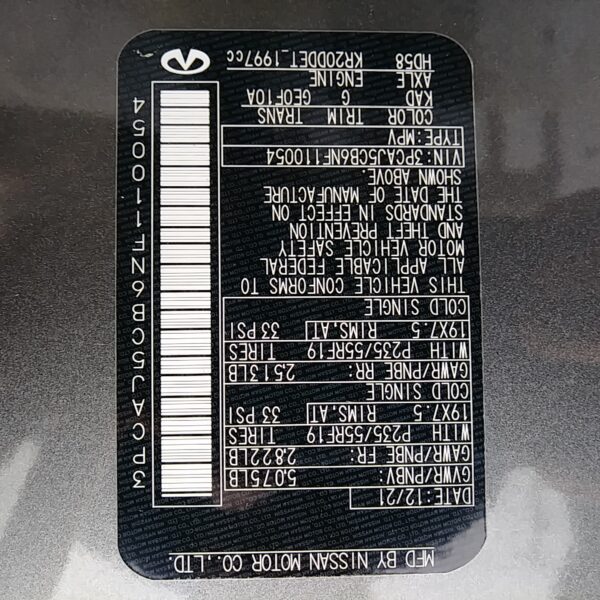 MFD BY NISSAN MOTOR CO.,LTD.
DATE:12/21
GVWR/PNBV: 5,075LB
GAWR/PNBE FR: 2,822LB
WITH P235/55RF19 TIRES
19X7.5 RIMS,AT 33 PSI
COLD SINGLE
GAWR/PNBE RR: 2,513LB
WITH P235/55RF19 TIRES
19X7.5 RIMS,AT 33 PSI
COLD SINGLE
THIS VEHICLE CONFORMS TO
ALL APPLICABLE FEDERAL
MOTOR VEHICLE SAFETY
AND THEFT PREVENTION
STANDARDS IN EFFECT ON
THE DATE OF MANUFACTURE
SHOWN ABOVE.
VIN:3PCAJ5CB6NF110054
TYPE:MPV
COLOR TRIM TRANS
KAD G GE0F10A
AXLE ENGINE
HD58 KR20DDET_1997cc
3PCAJ5CB6NF110054